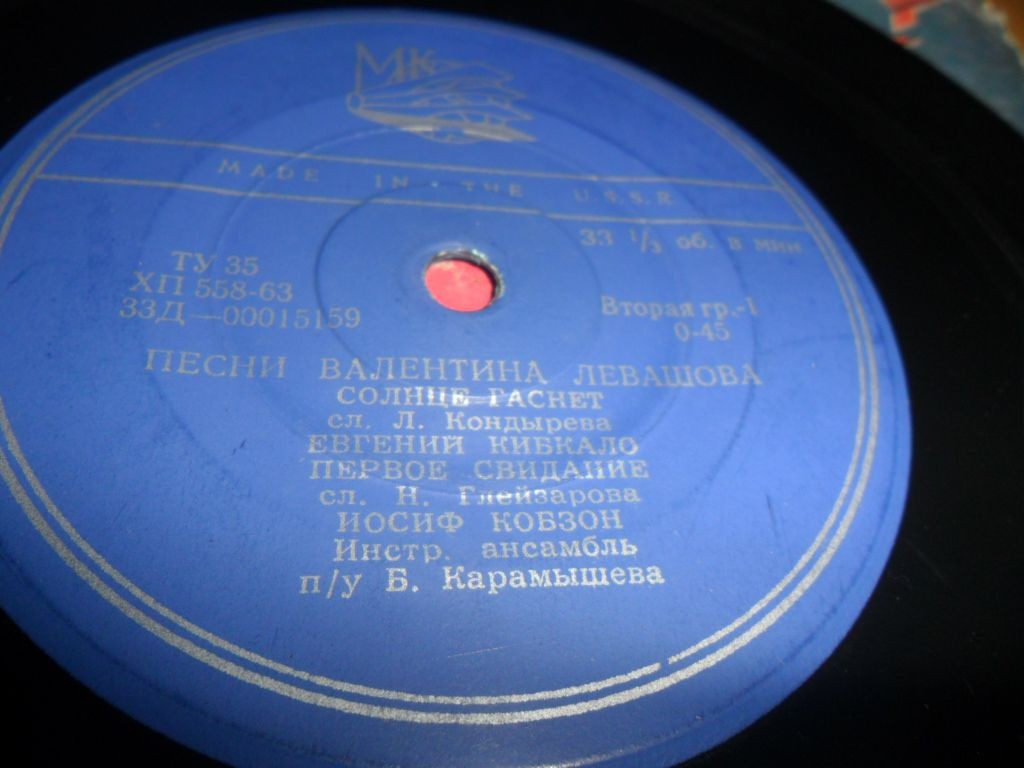 МК
MADE IN THE U.S.S.R.
33 1/3 об. в мин
ТУ 35
ХП 558-63
33Д—00015159
Вторая гр.-1
0-45
ПЕСНИ ВАЛЕНТИНА ЛЕВАШОВА
СОЛНЦЕ ГАСНЕТ
сл. Л. Кондырева
ЕВГЕНИЙ КИБКАЛО
ПЕРВОЕ СВИДАНИЕ
сл. Н. Глейзарова
ИОСИФ КОБЗОН
Инстр. ансамбль
п/у Б. Карамышева